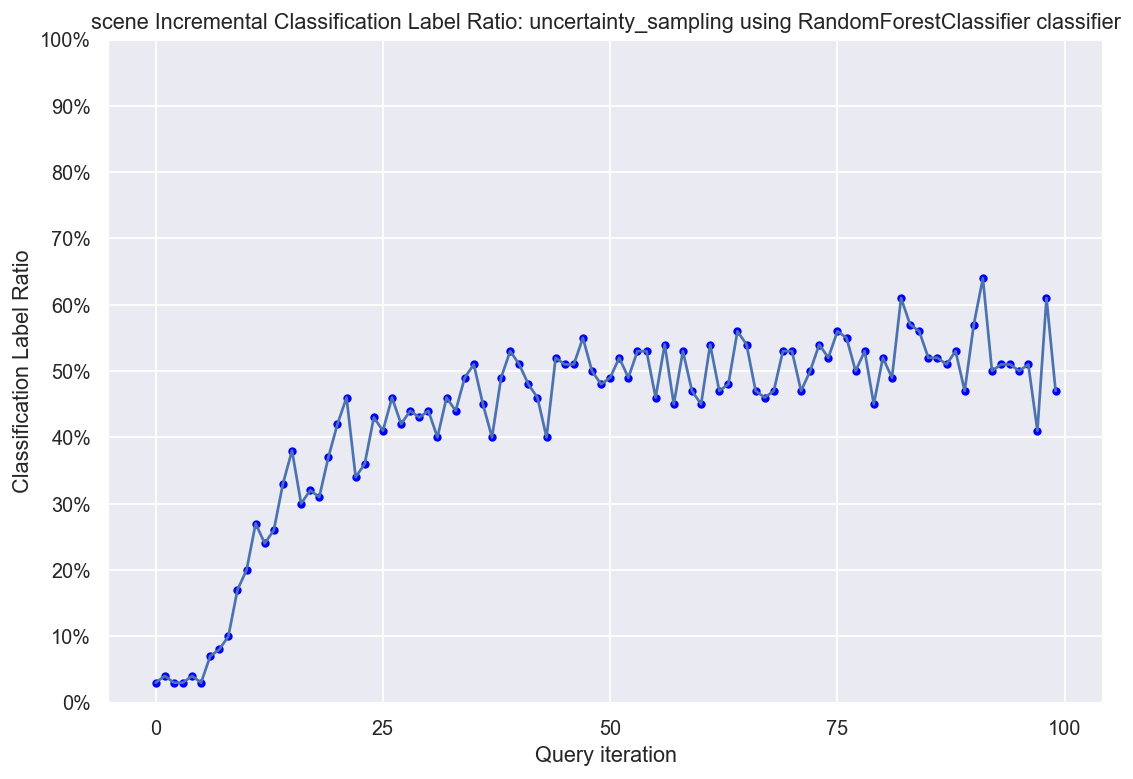 scene Incremental Classification Label Ratio: uncertainty_sampling using RandomForestClassifier classifier
100%
90%
80%
70%
60%
50%
40%
30%
20%
10%
0%
Classification Label Ratio
0 25 50 75 100
Query iteration